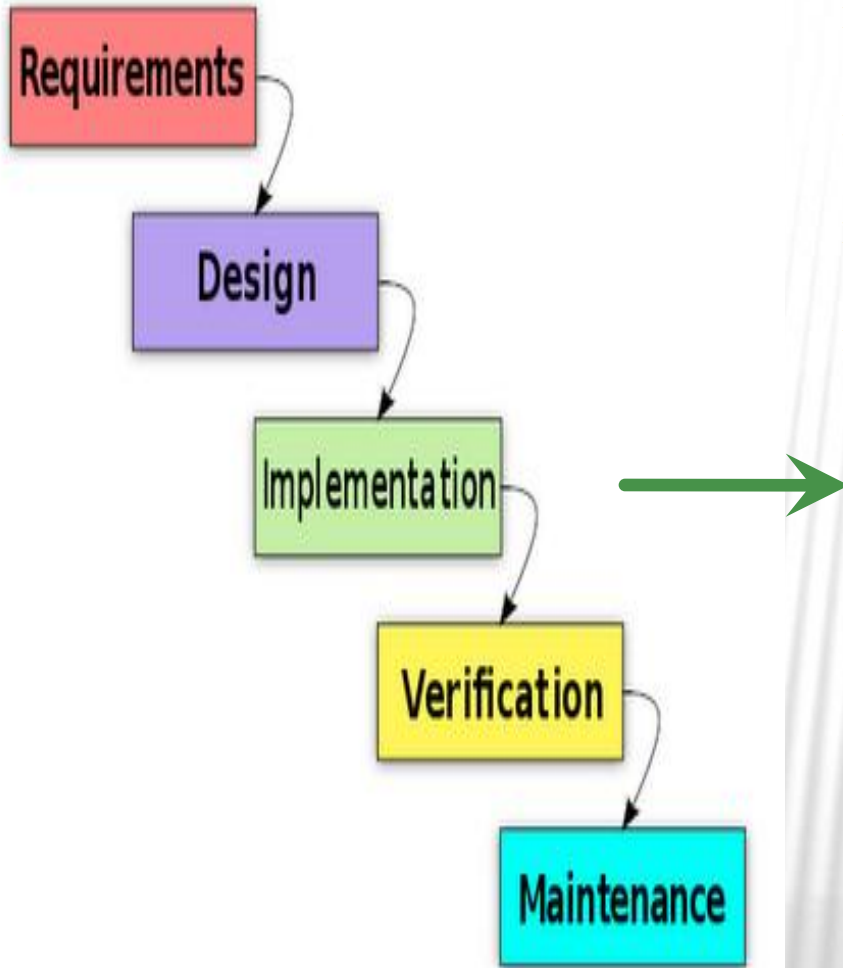 Requirements
Design
Implementation
Verification
Maintenance